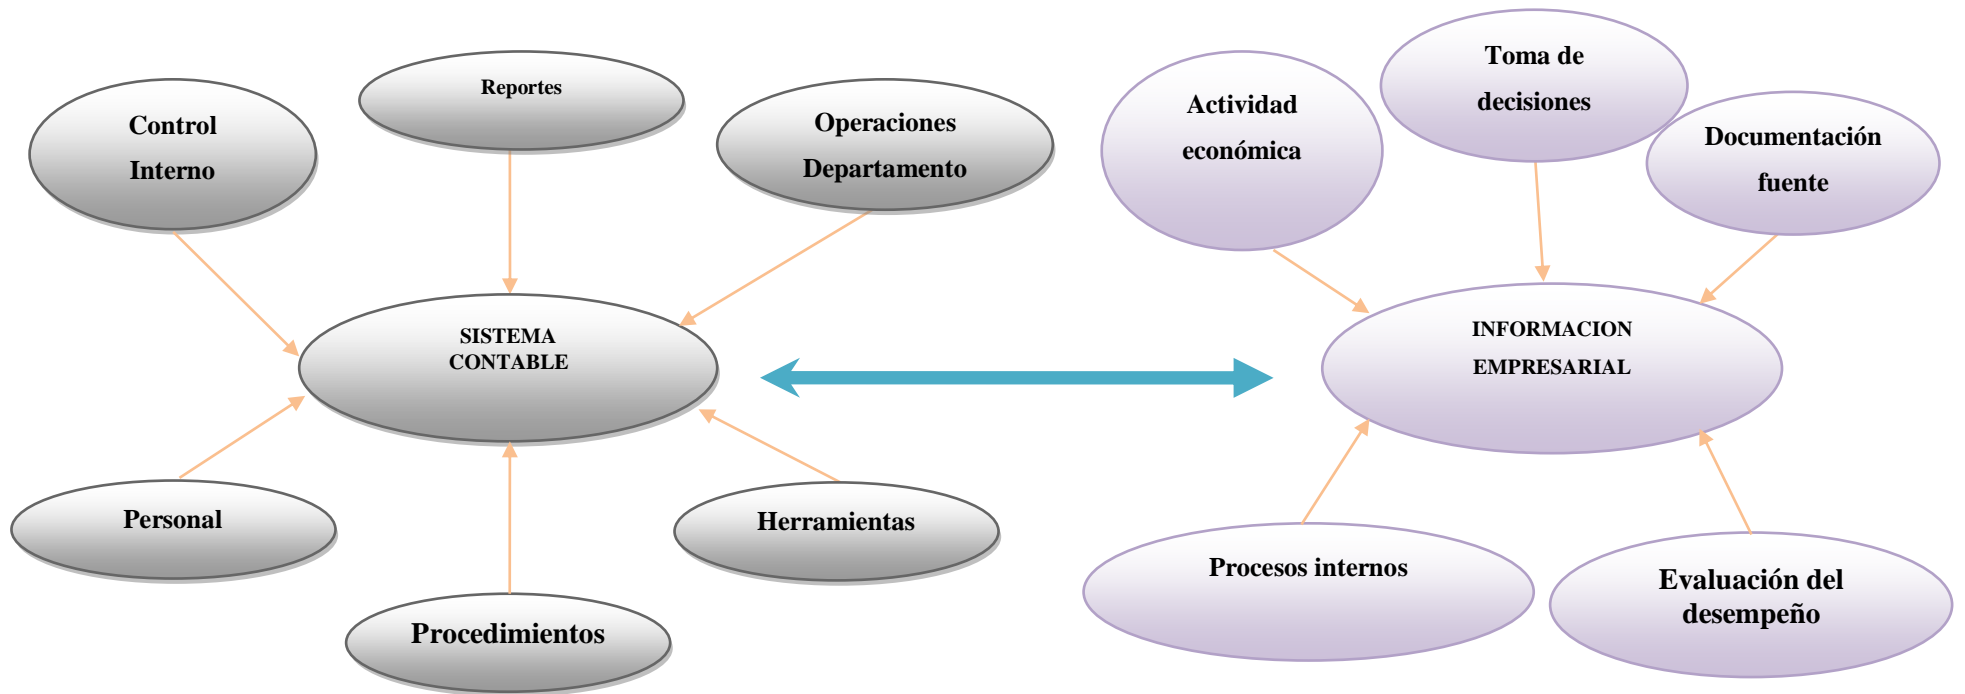 Control
Interno
Reportes
Operaciones
Departamento
SISTEMA
CONTABLE
Personal
Procedimientos
Herramientas
Actividad
económica
Toma de
decisiones
Documentación
fuente
INFORMACION
EMPRESARIAL
Procesos internos
Evaluación del
desempeño